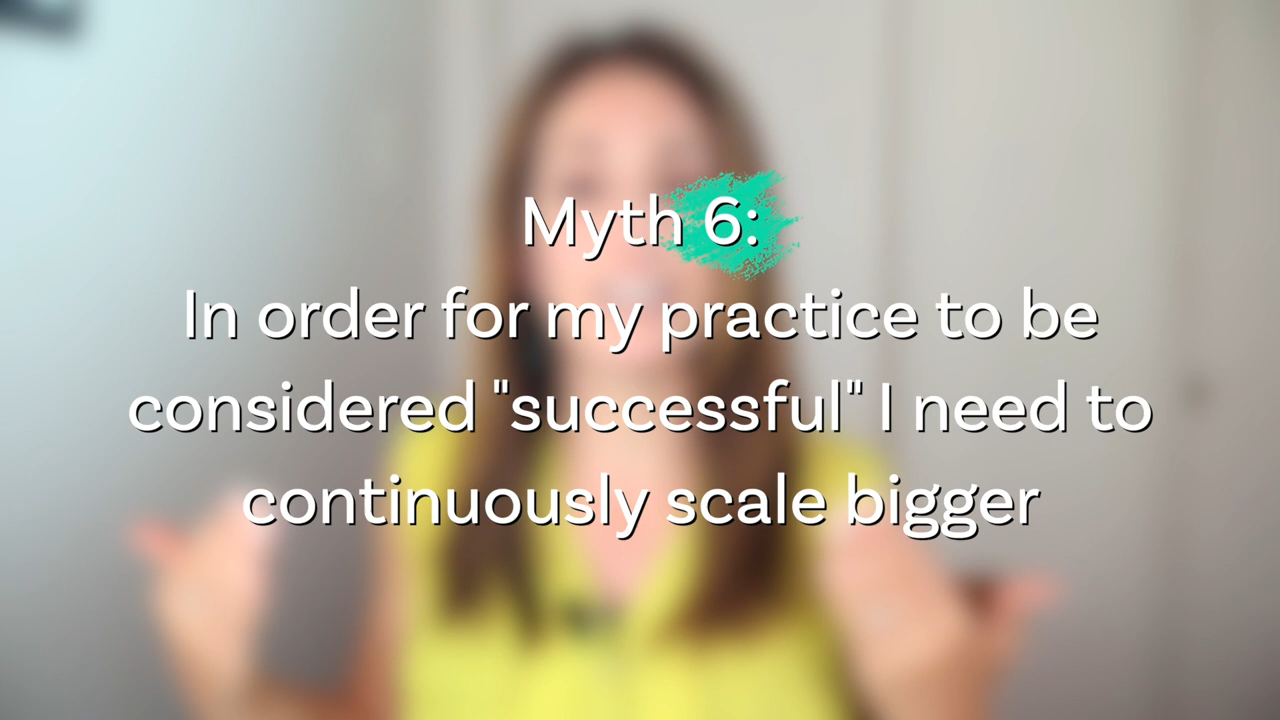 Myth 6:
In order for my practice to be
considered "successful" I need to
continuously scale bigger